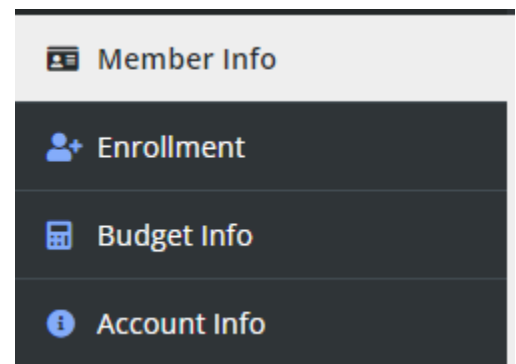 Member Info
Enrollment
Budget Info
Account Info